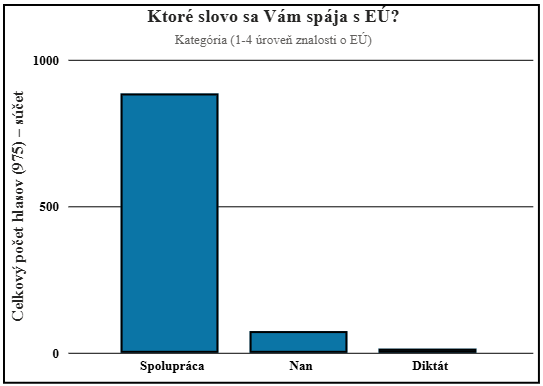 Ktoré slovo sa Vám spája s EÚ?
Kategória (1-4 úroveň znalostí o EÚ)
Celkový počet hlasov (975) – súčet
1000
500
0
Spolupráca
Nan
Diktát